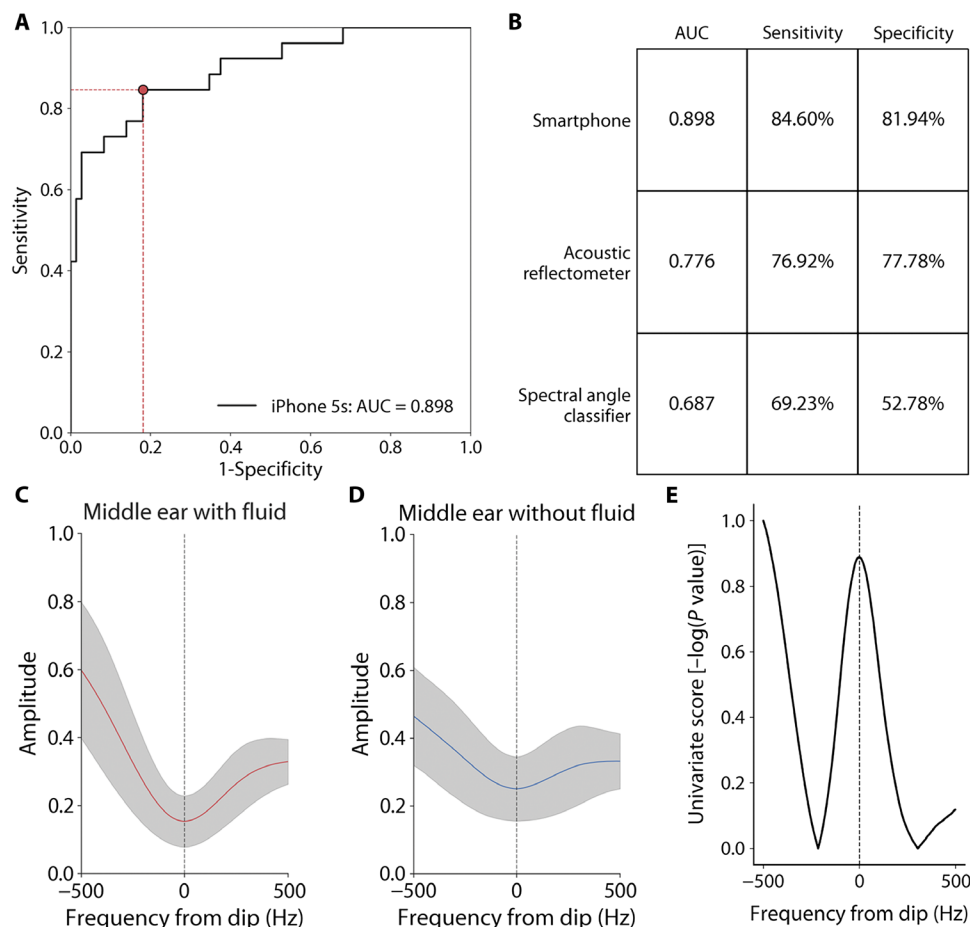 A
1.0
0.8
0.6
0.4
0.2
0.0
Sensitivity
0.0 0.2 0.4 0.6 0.8 1.0
1-Specificity
iPhone 5s: AUC = 0.898
B
AUC Sensitivity Specificity
Smartphone 0.898 84.60% 81.94%
Acoustic
reflectometer
0.776 76.92% 77.78%
Spectral angle
classifier
0.687 69.23% 52.78%
C
Middle ear with fluid
1.0
0.8
0.6
0.4
0.2
0.0
Amplitude
−500 0 500
Frequency from dip (Hz)
D
Middle ear without fluid
1.0
0.8
0.6
0.4
0.2
0.0
Amplitude
−500 0 500
Frequency from dip (Hz)
E
1.0
0.8
0.6
0.4
0.2
0.0
Univariate score [−log(P value)]
−500 0 500
Frequency from dip (Hz)